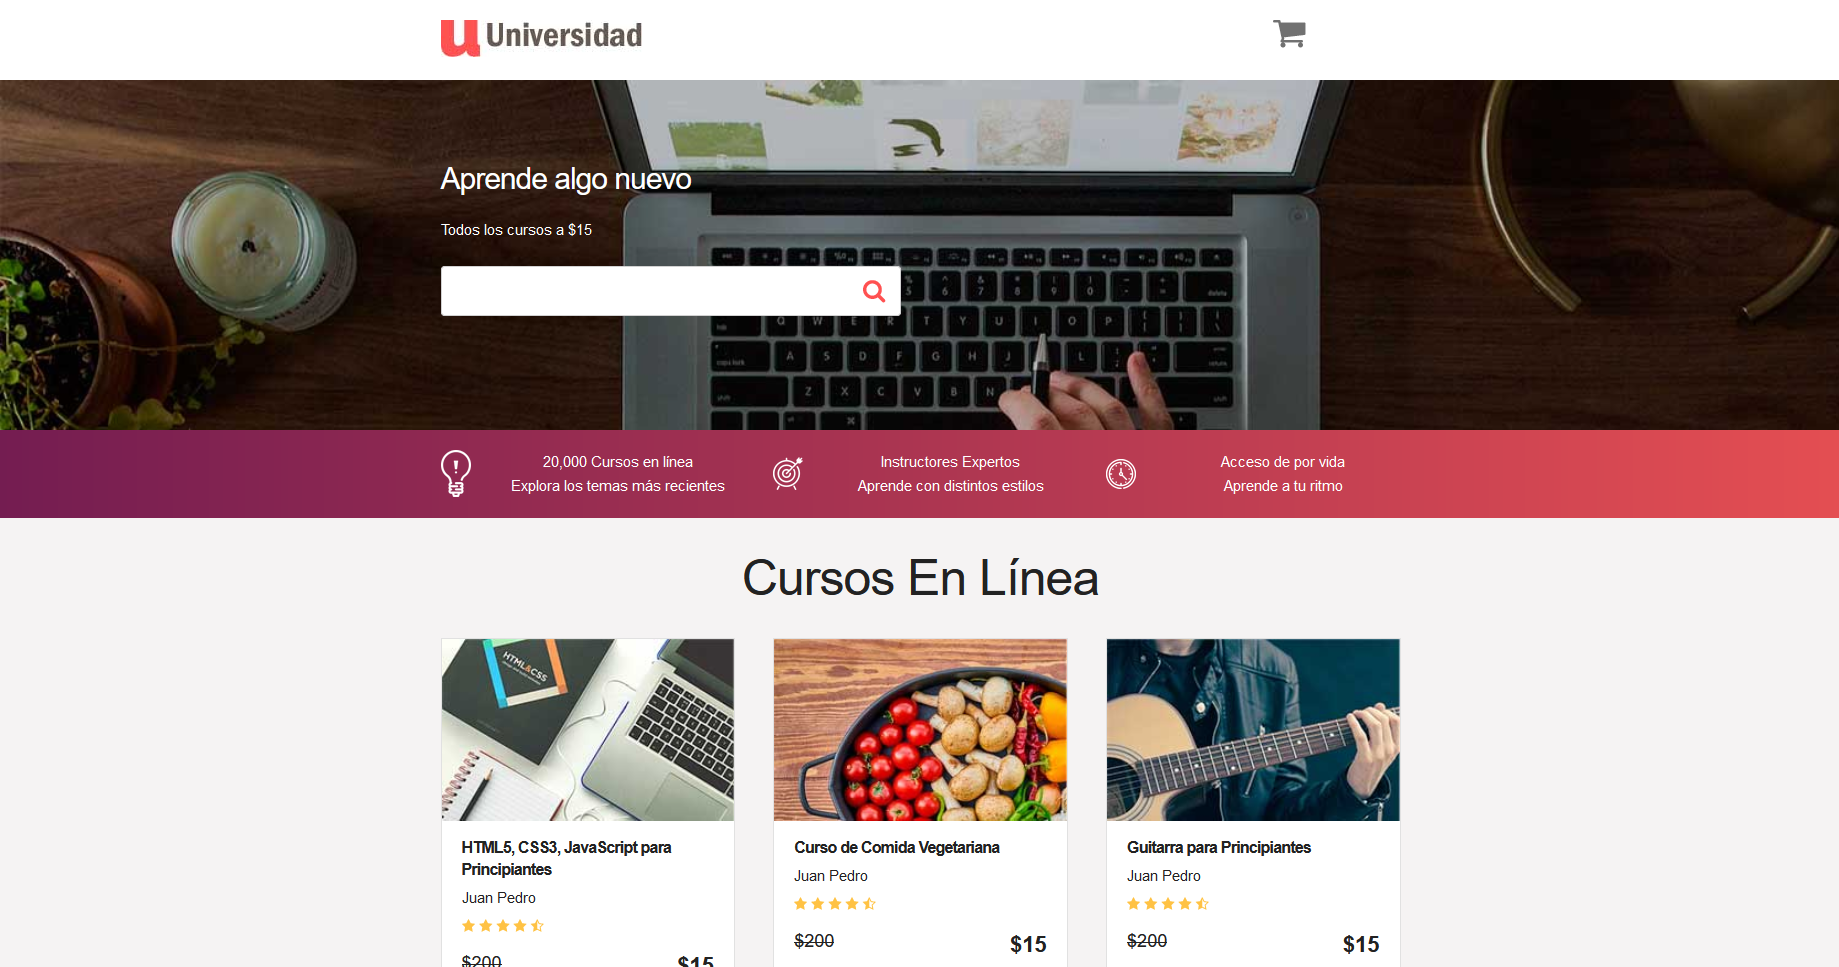 Universidad
Aprende algo nuevo
Todos los cursos a $15
20,000 Cursos en línea
Explora los temas más recientes
Instructores Expertos
Aprende con distintos estilos
Acceso de por vida
Aprende a tu ritmo
Cursos En Línea
HTML&CSS
HTML5, CSS3, JavaScript para
Principiantes
Juan Pedro
$200 $15
Curso de Comida Vegetariana
Juan Pedro
$200 $15
Guitarra para Principiantes
Juan Pedro
$200 $15